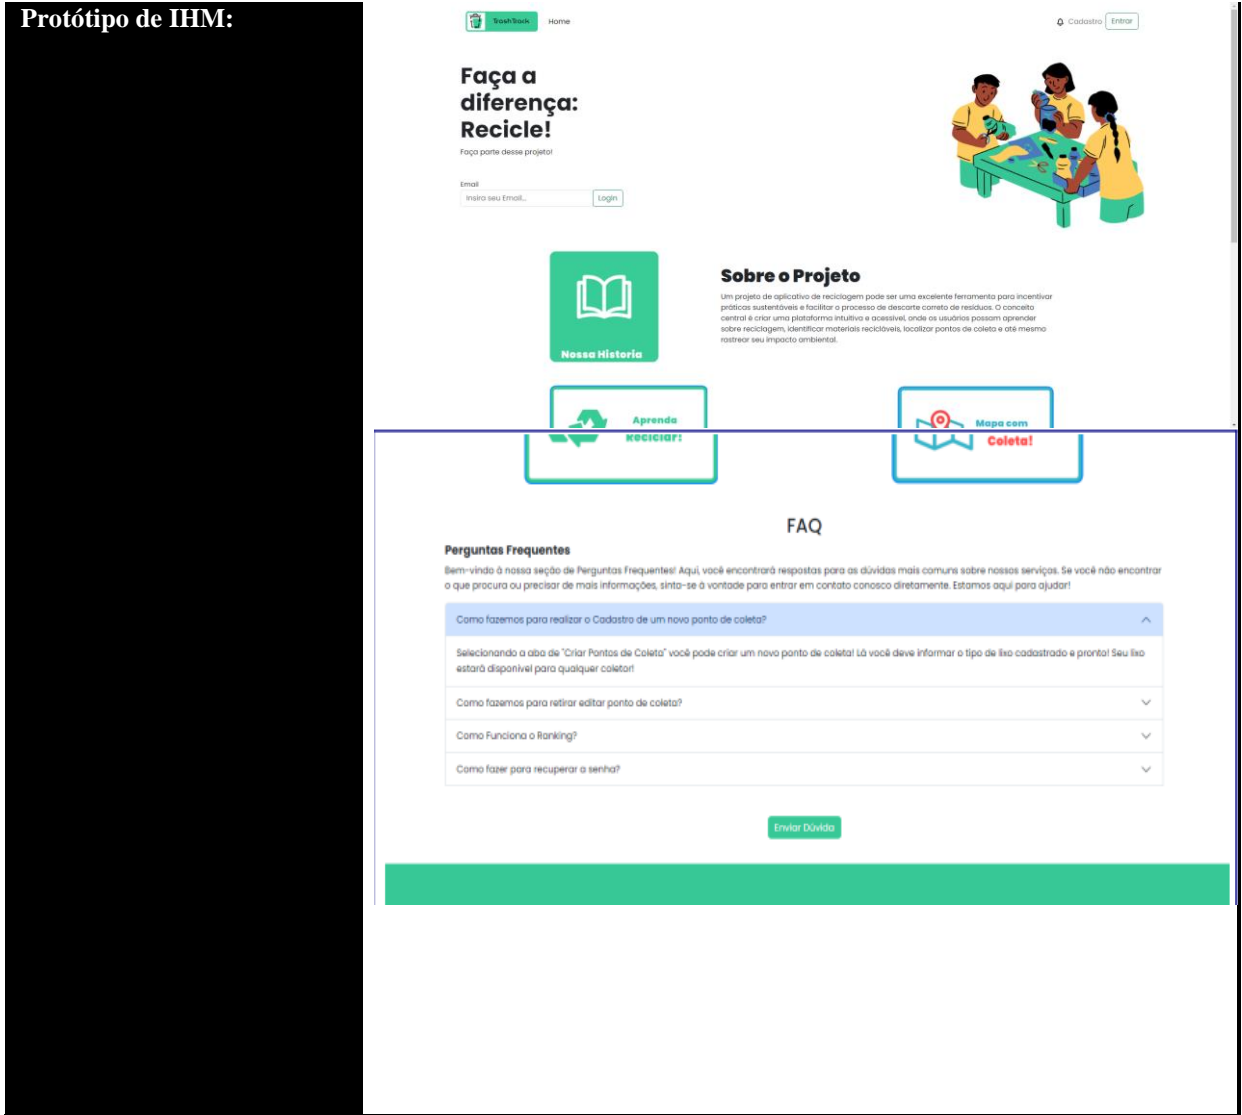 Protótipo de IHM:
TrashTrack Home Cadastro Entrar
Faça a
diferença:
Recicle!
Faça parte desse projeto!
Email
Insira seu Email... Login
Nossa Historia
Sobre o Projeto
Um projeto de aplicativo de reciclagem pode ser uma excelente ferramenta para incentivar
práticas sustentáveis e facilitar o processo de descarte correto de resíduos. O conceito
central é criar uma plataforma intuitiva e acessível, onde os usuários possam aprender
sobre reciclagem, identificar materiais recicláveis, localizar pontos de coleta e até mesmo
rastrear seu impacto ambiental.
Aprenda
Reciclar!
Mapa com
Coleta!
FAQ
Perguntas Frequentes
Bem-vindo à nossa seção de Perguntas Frequentes! Aqui, você encontrará respostas para as dúvidas mais comuns sobre nossos serviços. Se você não encontrar
o que procura ou precisar de mais informações, sinta-se à vontade para entrar em contato conosco diretamente. Estamos aqui para ajudar!
Como fazemos para realizar o Cadastro de um novo ponto de coleta?
Selecionando a aba de "Criar Pontos de Coleta" você pode criar um novo ponto de coleta! Lá você deve informar o tipo de lixo cadastrado e pronto! Seu lixo
estará disponível para qualquer coletor!
Como fazemos para retirar editar ponto de coleta?
Como Funciona o Ranking?
Como fazer para recuperar a senha?
Enviar Dúvida